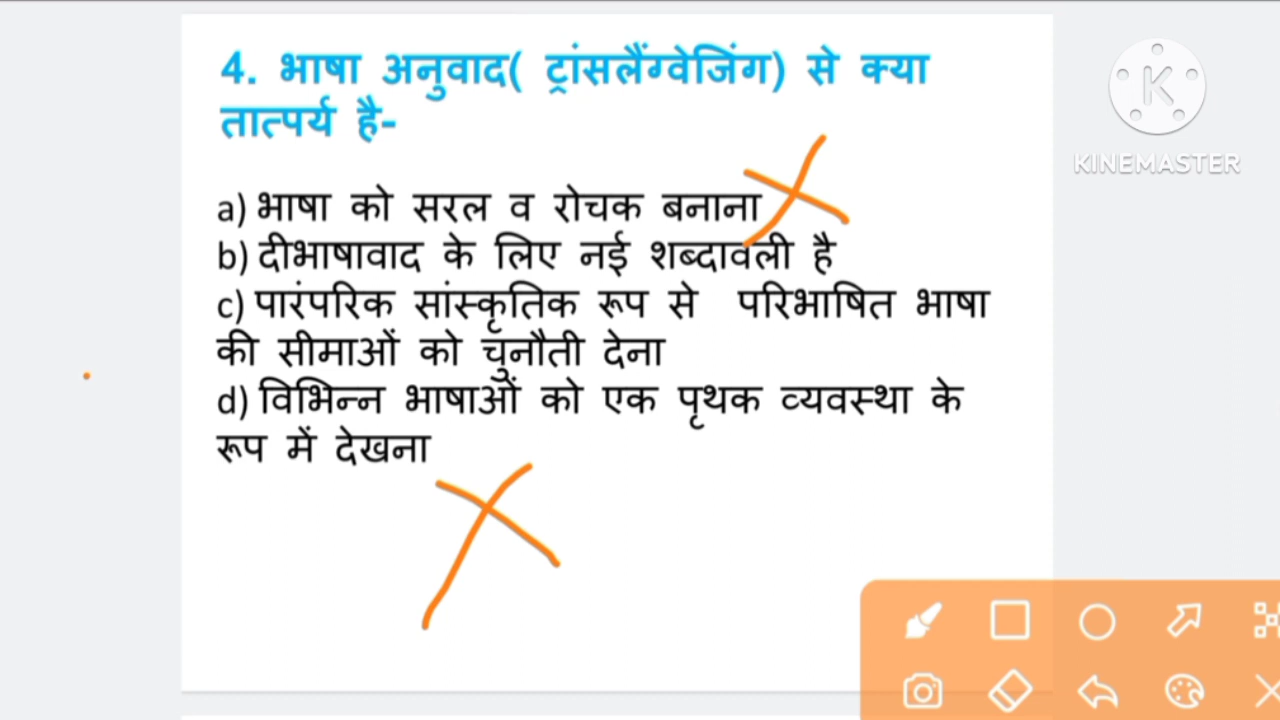 4. भाषा अनुवाद( ट्रांसलैंग्वेजिंग) से क्या
तात्पर्य है-
a) भाषा को सरल व रोचक बनाना
b) दीभाषावाद के लिए नई शब्दावली है
c) पारंपरिक सांस्कृतिक रूप से परिभाषित भाषा
की सीमाओं को चुनौती देना
d) विभिन्न भाषाओं को एक पृथक व्यवस्था के
रूप में देखना
K
KINEMASTER